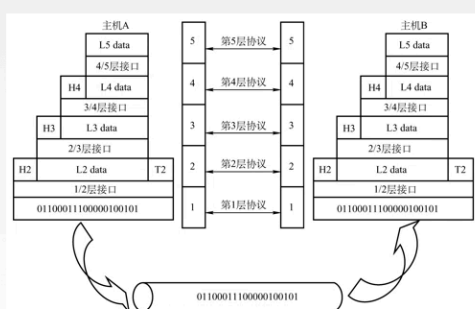 主机A
主机B
L5 data
5
第5层协议
5
L5 data
4/5层接口
4/5层接口
H4
L4 data
4
第4层协议
4
H4
L4 data
3/4层接口
3/4层接口
H3
L3 data
3
第3层协议
3
H3
L3 data
2/3层接口
2/3层接口
H2
L2 data
T2
2
第2层协议
2
H2
L2 data
T2
1/2层接口
1/2层接口
01100011100000100101
1
第1层协议
1
01100011100000100101
01100011100000100101